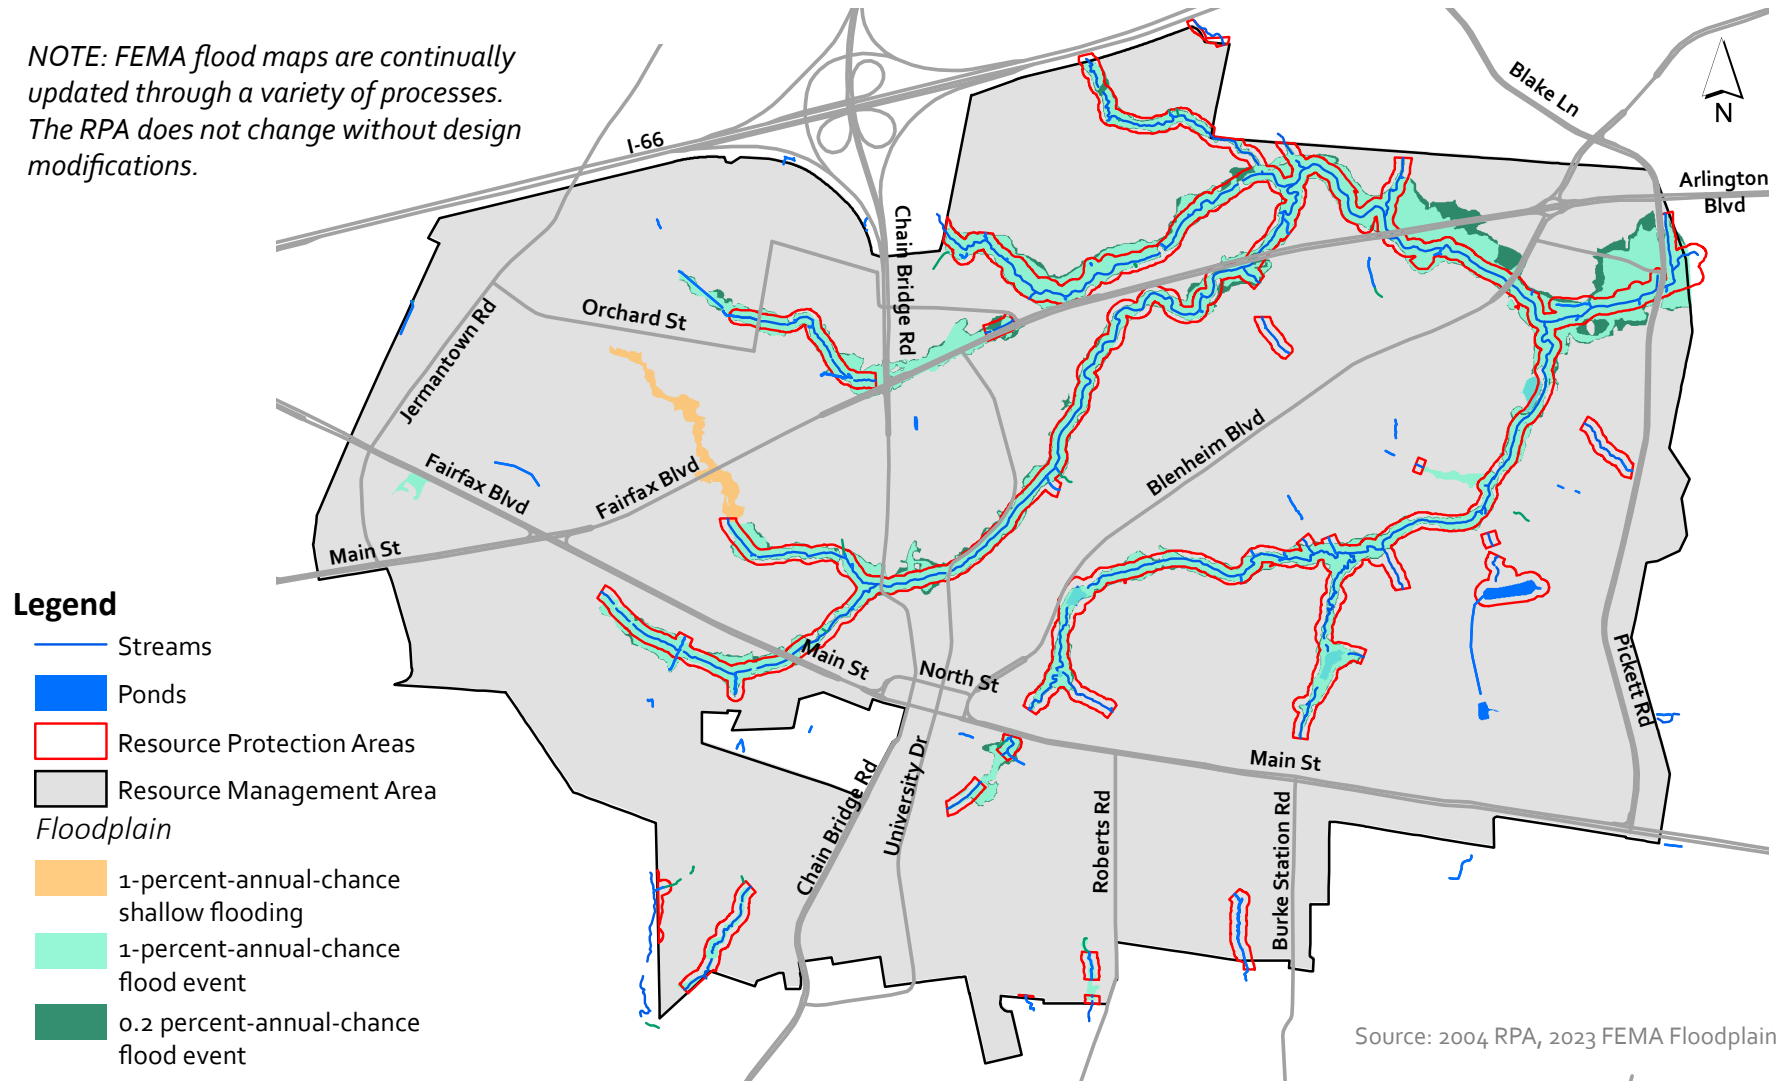 NOTE: FEMA flood maps are continually
updated through a variety of processes.
The RPA does not change without design
modifications.
I-66
Blake Ln
N
Arlington
Blvd
Chain Bridge Rd
Orchard St
Jermantown Rd
Fairfax Blvd
Fairfax Blvd
Blenheim Blvd
Main St
Main St
North St
Pickett Rd
Main St
Chain Bridge Rd
University Dr
Roberts Rd
Burke Station Rd
Legend
Streams
Ponds
Resource Protection Areas
Resource Management Area
Floodplain
1-percent-annual-chance
shallow flooding
1-percent-annual-chance
flood event
0.2 percent-annual-chance
flood event
Source: 2004 RPA, 2023 FEMA Floodplain